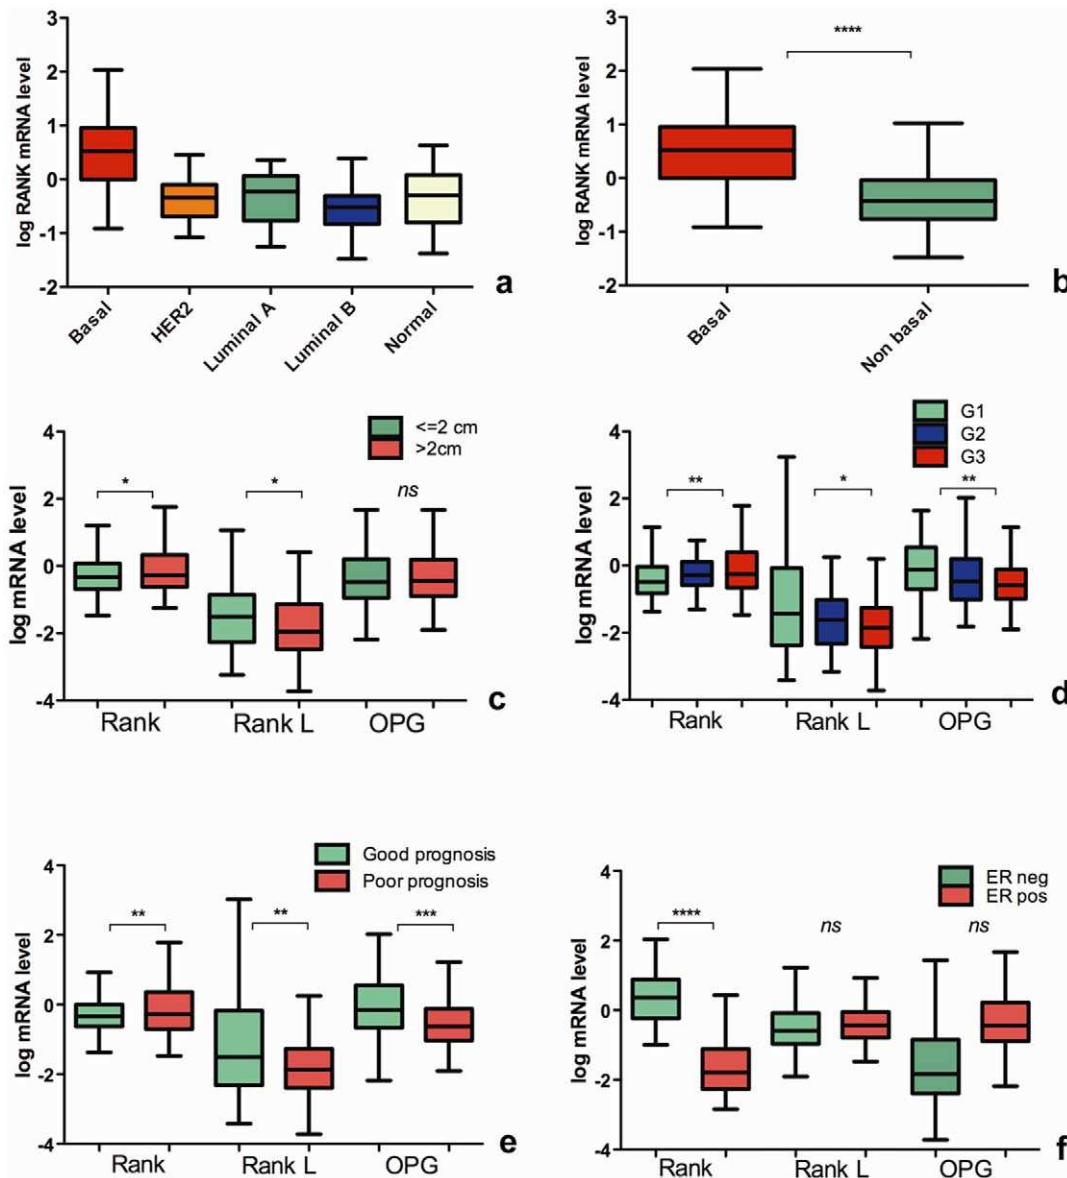 3
2
1
0
-1
-2
log RANK mRNA level
Basal
HER2
Luminal A
Luminal B
Normal
a
3
2
1
0
-1
-2
log RANK mRNA level
****
Basal
Non basal
b
4
2
0
-2
-4
log mRNA level
<=2 cm
>2cm
*
*
ns
Rank
Rank L
OPG
c
4
2
0
-2
-4
log mRNA level
G1
G2
G3
**
*
**
Rank
Rank L
OPG
d
4
2
0
-2
-4
log mRNA level
Good prognosis
Poor prognosis
**
**
***
Rank
Rank L
OPG
e
4
2
0
-2
-4
log mRNA level
ER neg
ER pos
****
ns
ns
Rank
Rank L
OPG
f